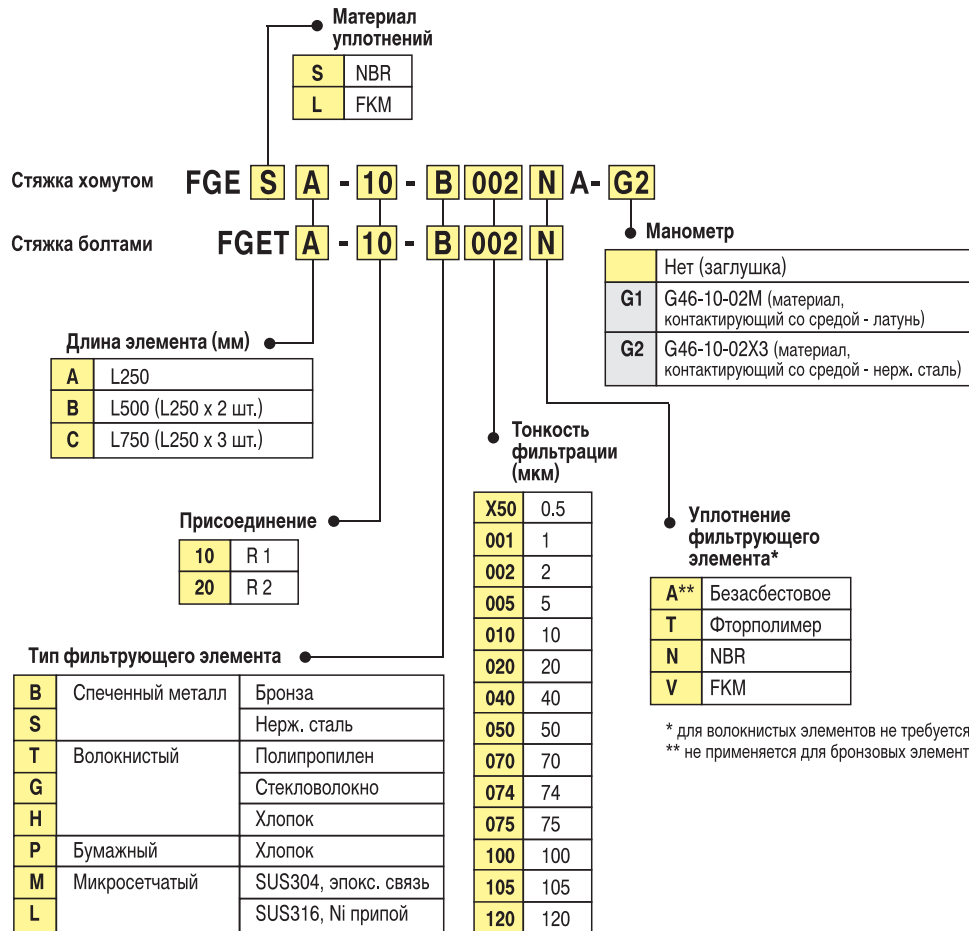 Материал
уплотнений
S NBR
L FKM
Стяжка хомутом FGE S A - 10 - B 002 N A- G2
Стяжка болтами FGET A - 10 - B 002 N
Манометр
Нет (заглушка)
G1 G46-10-02M (материал,
контактирующий со средой - латунь)
G2 G46-10-02X3 (материал,
контактирующий со средой - нерж. сталь)
Длина элемента (мм)
A L250
B L500 (L250 x 2 шт.)
C L750 (L250 x 3 шт.)
Присоединение
10 R 1
20 R 2
Тип фильтрующего элемента
B Спеченный металл Бронза
S Нерж. сталь
T Волокнистый Полипропилен
G Стекловолокно
H Хлопок
P Бумажный Хлопок
M Микросетчатый SUS304, эпокс. связь
L SUS316, Ni припой
Тонкость
фильтрации
(мкм)
X50 0.5
001 1
002 2
005 5
010 10
020 20
040 40
050 50
070 70
074 74
075 75
100 100
105 105
120 120
Уплотнение
фильтрующего
элемента*
A** Безасбестовое
T Фторполимер
N NBR
V FKM
* для волокнистых элементов не требуется
** не применяется для бронзовых элемент